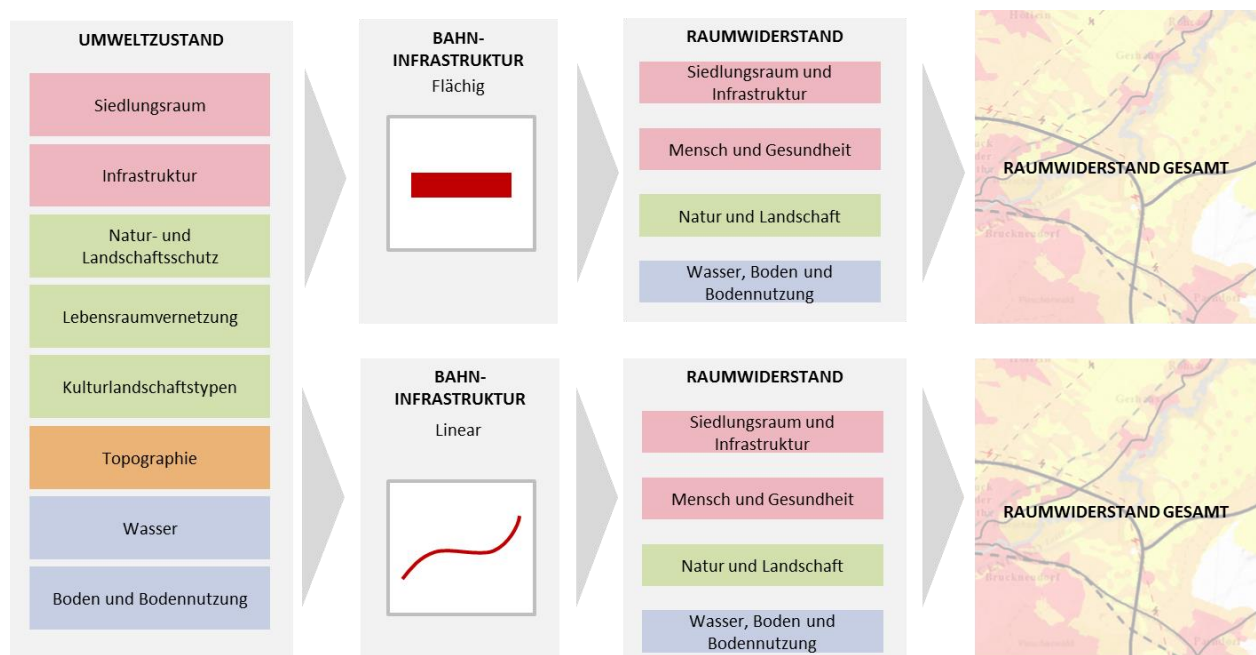 UMWELTZUSTAND
Siedlungsraum
Infrastruktur
Natur- und
Landschaftsschutz
Lebensraumvernetzung
Kulturlandschaftstypen
Topographie
Wasser
Boden und Bodennutzung
BAHN-
INFRASTRUKTUR
Flächig
RAUMWIDERSTAND
Siedlungsraum und
Infrastruktur
Mensch und Gesundheit
Natur und Landschaft
Wasser, Boden und
Bodennutzung
RAUMWIDERSTAND GESAMT
Bruckneudorf
BAHN-
INFRASTRUKTUR
Linear
RAUMWIDERSTAND
Siedlungsraum und
Infrastruktur
Mensch und Gesundheit
Natur und Landschaft
Wasser, Boden und
Bodennutzung
RAUMWIDERSTAND GESAMT
Bruckneudorf